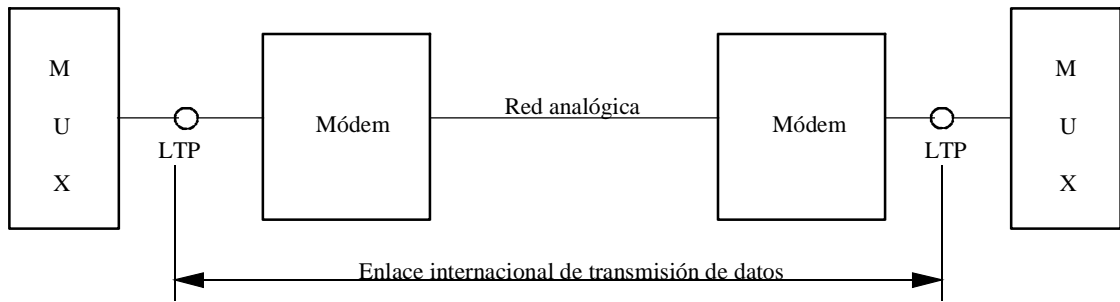 M
U
X
LTP
Módem
Red analógica
Módem
LTP
M
U
X
Enlace internacional de transmisión de datos